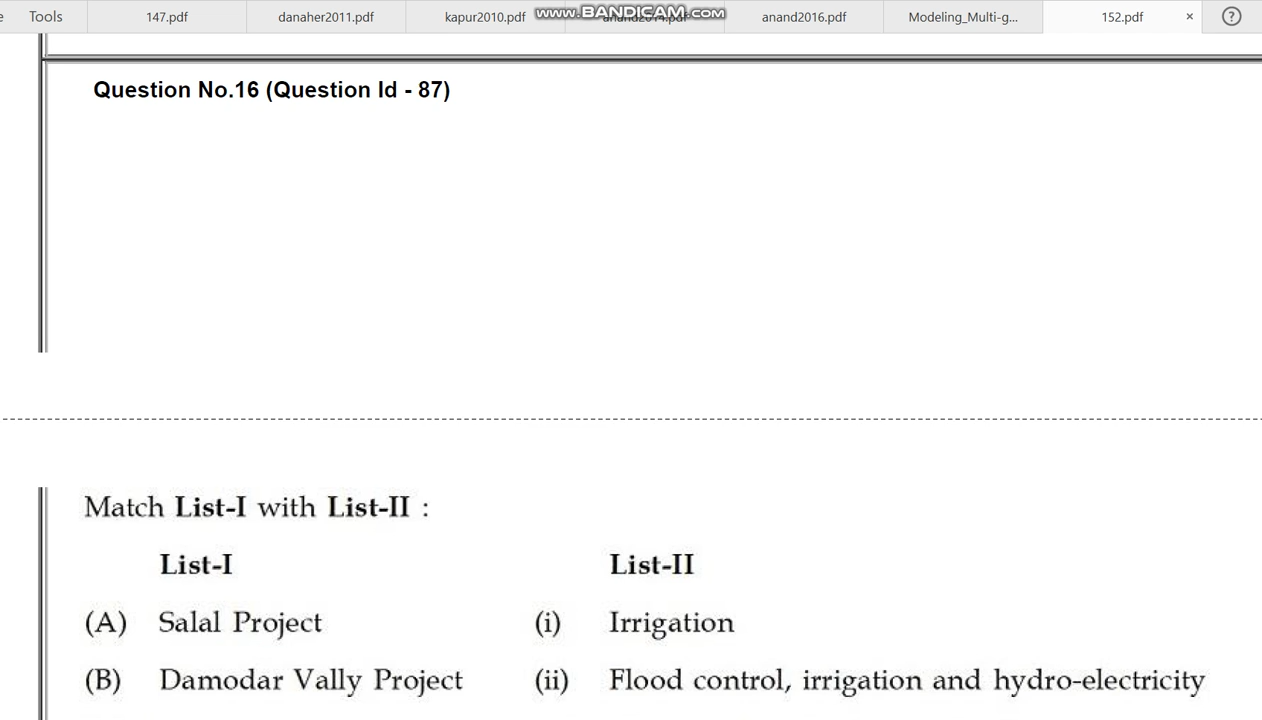 e Tools 147.pdf danaher2011.pdf kapur2010.pdf anand2014.pdf anand2016.pdf Modeling_Multi-g... 152.pdf × ?
www.BANDICAM.com
Question No.16 (Question Id - 87)
Match List-I with List-II :
List-I List-II
(A) Salal Project (i) Irrigation
(B) Damodar Vally Project (ii) Flood control, irrigation and hydro-electricity